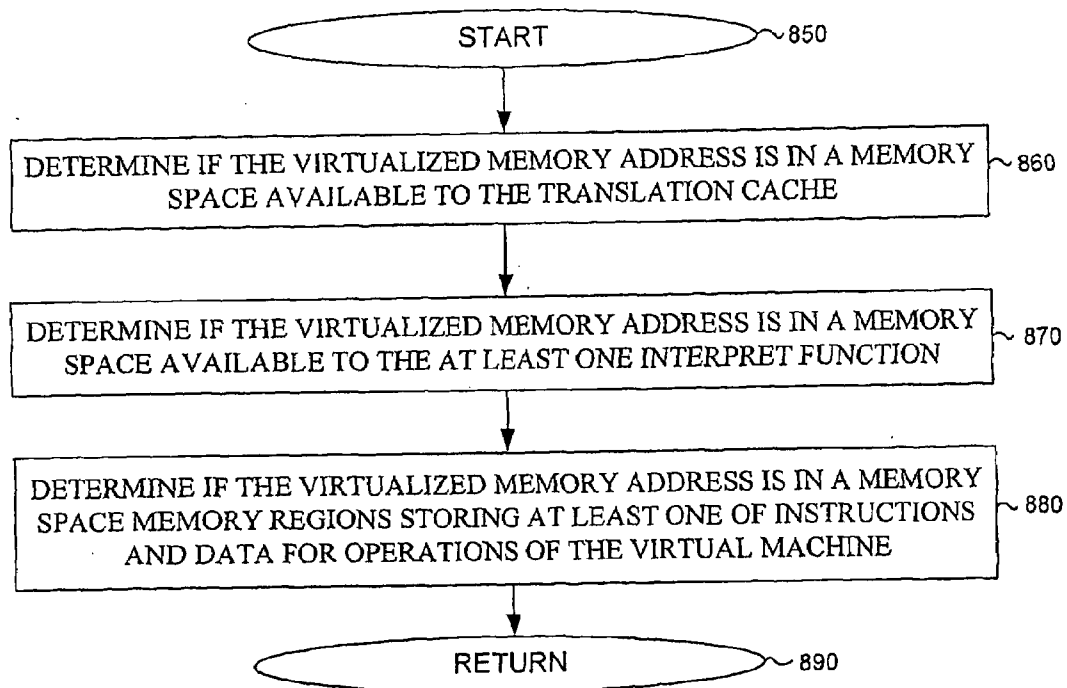 START
850
DETERMINE IF THE VIRTUALIZED MEMORY ADDRESS IS IN A MEMORY
SPACE AVAILABLE TO THE TRANSLATION CACHE
860
DETERMINE IF THE VIRTUALIZED MEMORY ADDRESS IS IN A MEMORY
SPACE AVAILABLE TO THE AT LEAST ONE INTERPRET FUNCTION
870
DETERMINE IF THE VIRTUALIZED MEMORY ADDRESS IS IN A MEMORY
SPACE MEMORY REGIONS STORING AT LEAST ONE OF INSTRUCTIONS
AND DATA FOR OPERATIONS OF THE VIRTUAL MACHINE
880
RETURN
890